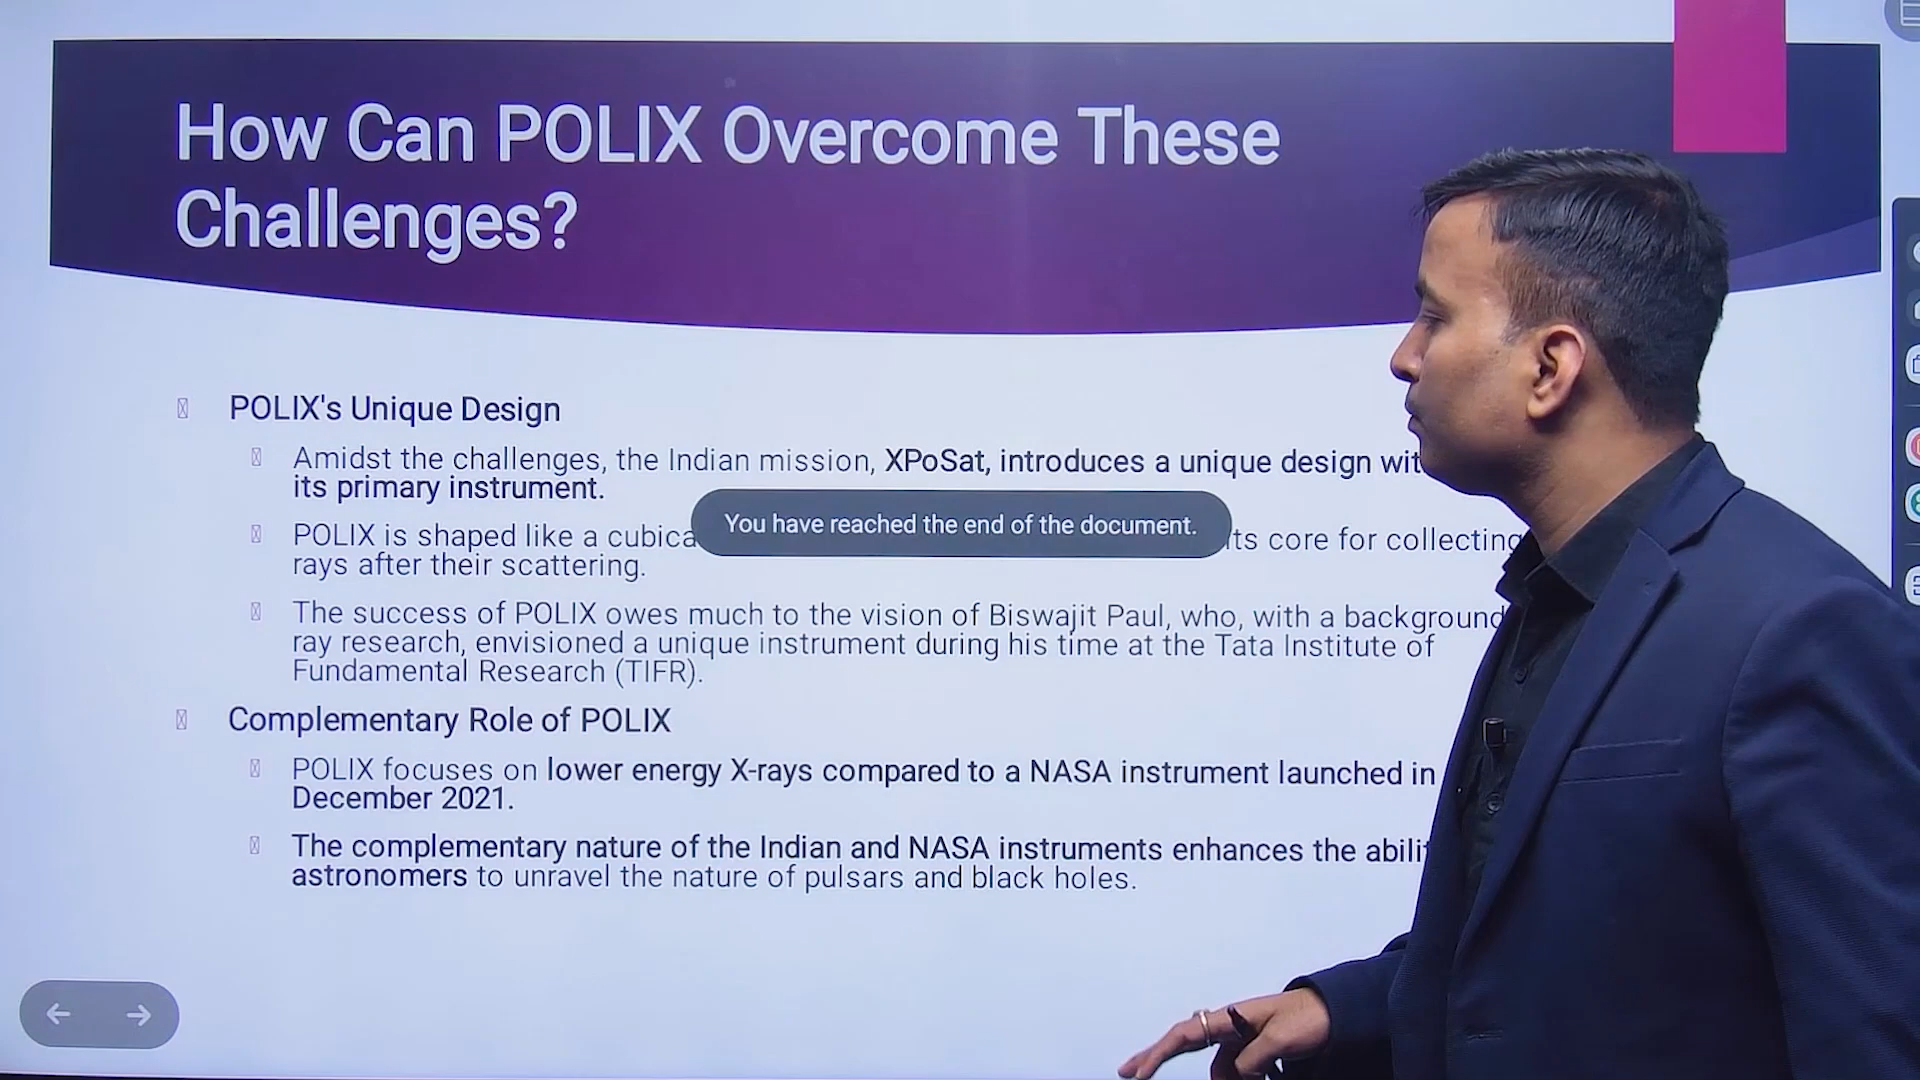 How Can POLIX Overcome These
Challenges?
POLIX's Unique Design
Amidst the challenges, the Indian mission, XPoSat, introduces a unique design
its primary instrument.
You have reached the end of the document.
POLIX is shaped like a core for collecting
rays after their scattering.
The success of POLIX owes much to the vision of Biswajit Paul, who, with a background
ray research, envisioned a unique instrument during his time at the Tata Institute of
Fundamental Research (TIFR).
Complementary Role of POLIX
POLIX focuses on lower energy X-rays compared to a NASA instrument launched in
December 2021.
The complementary nature of the Indian and NASA instruments enhances the
astronomers to unravel the nature of pulsars and black holes.